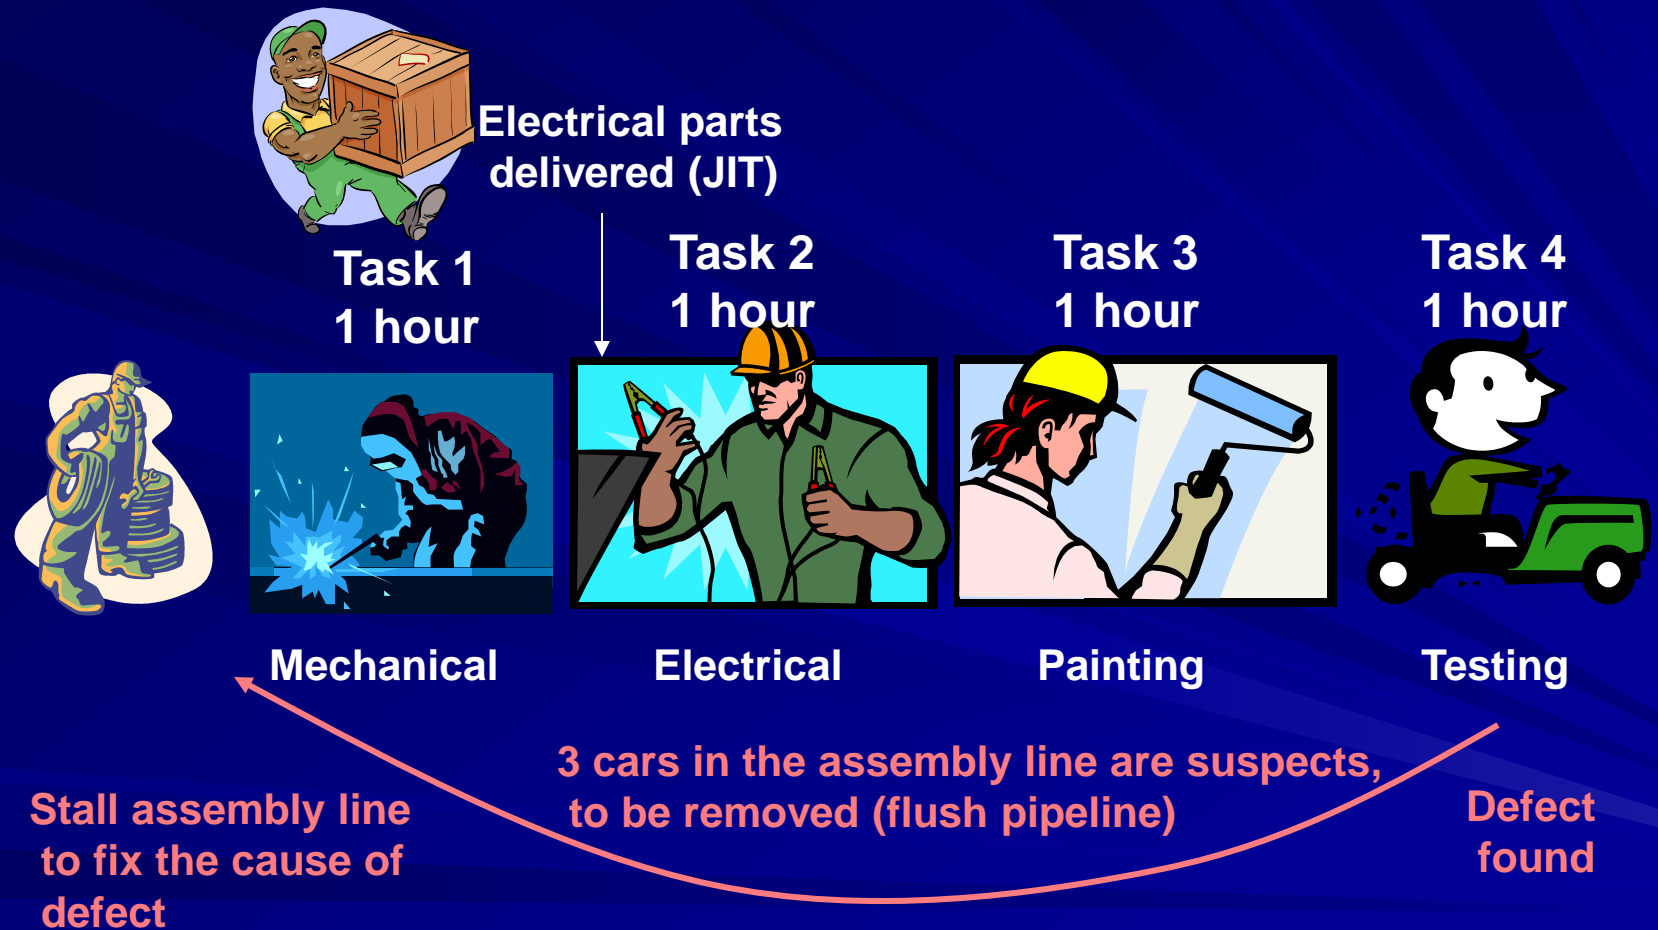 Electrical parts
delivered (JIT)
Task 1
1 hour
Task 2
1 hour
Task 3
1 hour
Task 4
1 hour
Mechanical
Electrical
Painting
Testing
3 cars in the assembly line are suspects,
to be removed (flush pipeline)
Stall assembly line
to fix the cause of
defect
Defect
found